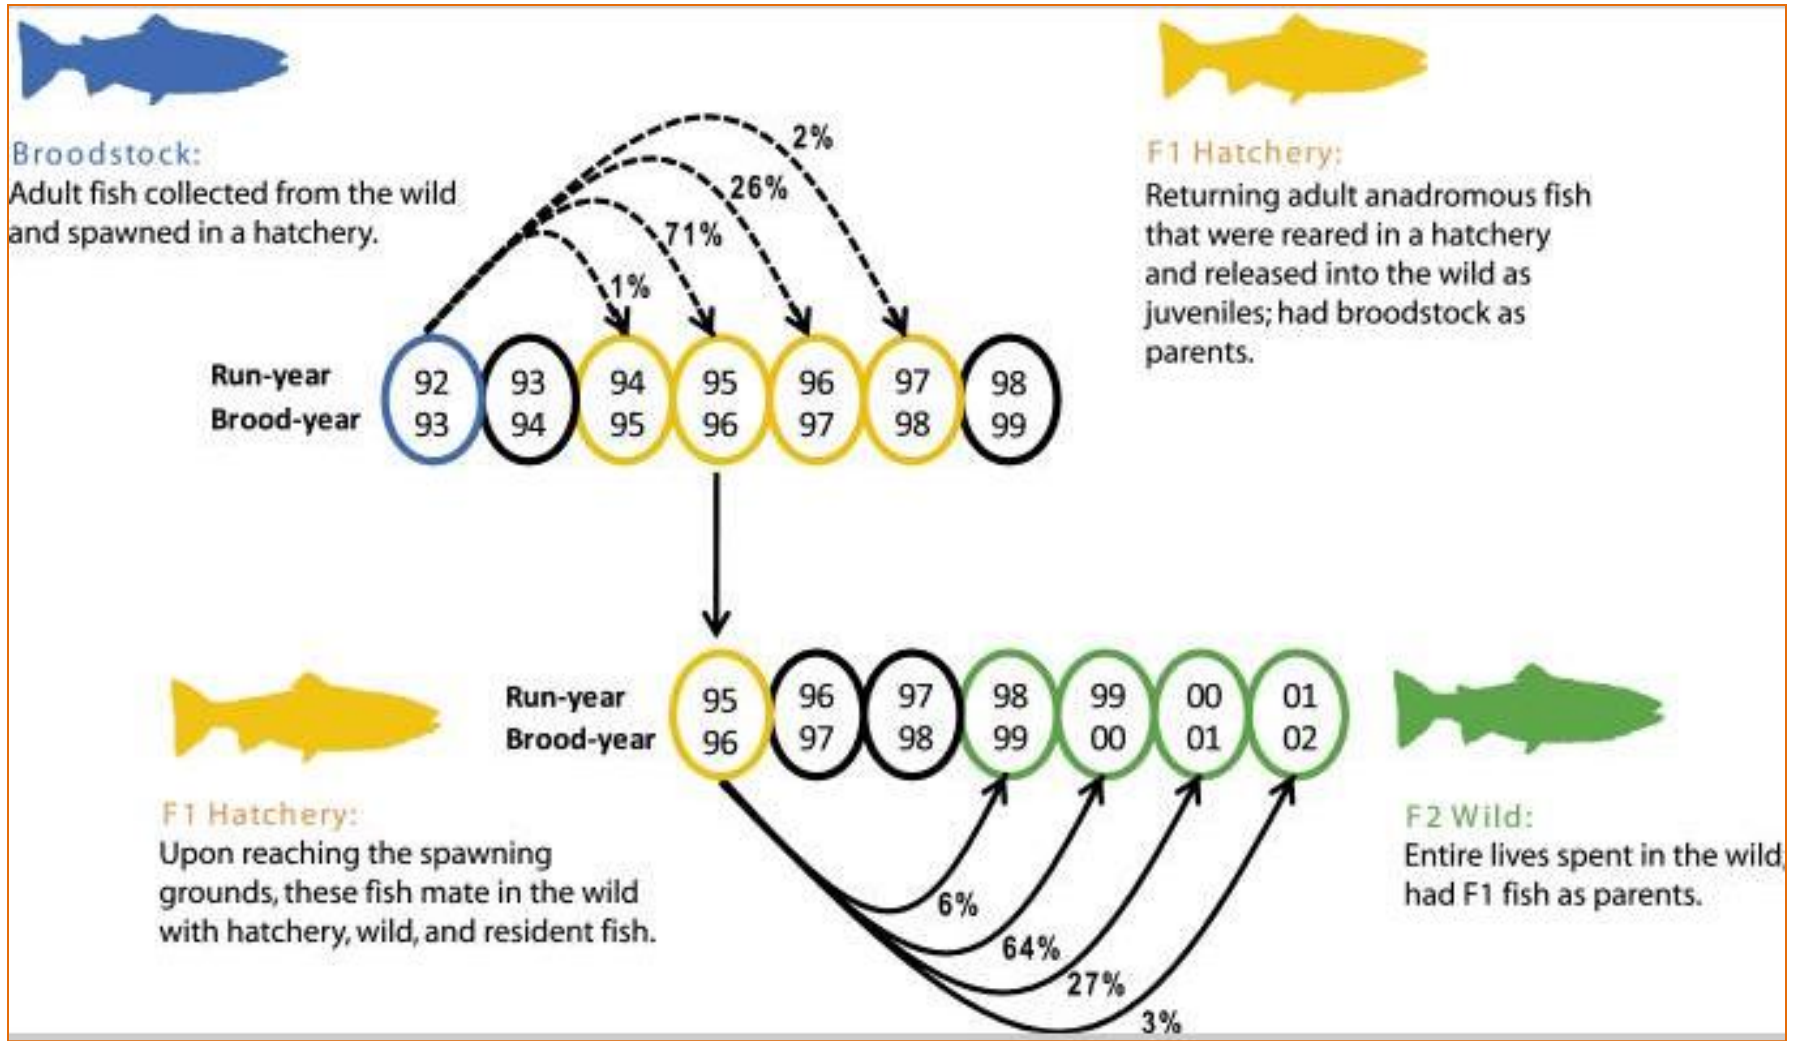 Broodstock:
Adult fish collected from the wild
and spawned in a hatchery.
F1 Hatchery:
Returning adult anadromous fish
that were reared in a hatchery
and released into the wild as
juveniles; had broodstock as
parents.
2%
26%
71%
1%
Run-year 92 93 94 95 96 97 98
Brood-year 93 94 95 96 97 98 99
Run-year 95 96 97 98 99 00 01
Brood-year 96 97 98 99 00 01 02
F1 Hatchery:
Upon reaching the spawning
grounds, these fish mate in the wild
with hatchery, wild, and resident fish.
F2 Wild:
Entire lives spent in the wild,
had F1 fish as parents.
6%
64%
27%
3%